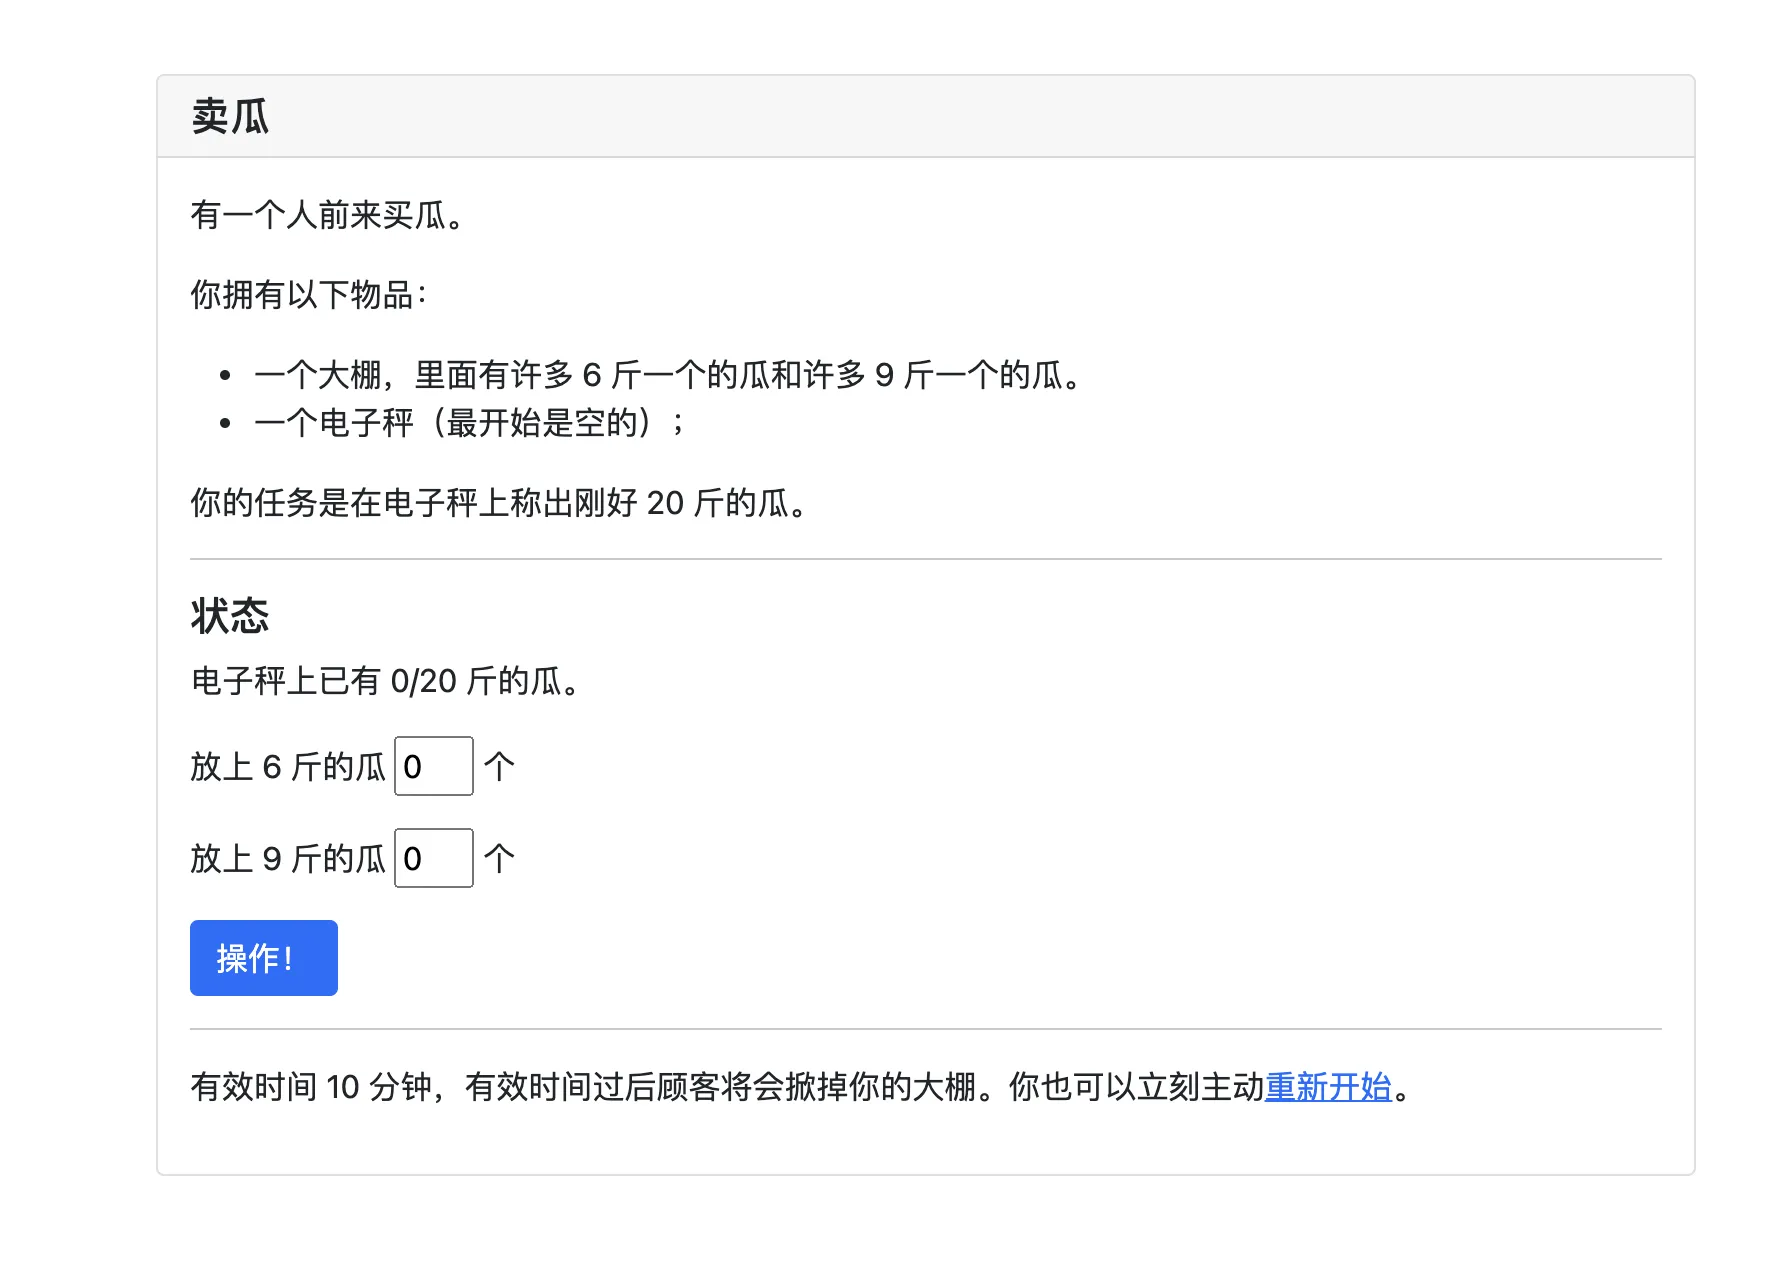 卖瓜
有一个人前来买瓜。
你拥有以下物品：
• 一个大棚，里面有许多 6 斤一个的瓜和许多 9 斤一个的瓜。
• 一个电子秤（最开始是空的）；
你的任务是在电子秤上称出刚好 20 斤的瓜。
状态
电子秤上已有 0/20 斤的瓜。
放上 6 斤的瓜 0 个
放上 9 斤的瓜 0 个
操作！
有效时间 10 分钟，有效时间过后顾客将会掀掉你的大棚。你也可以立刻主动重新开始。